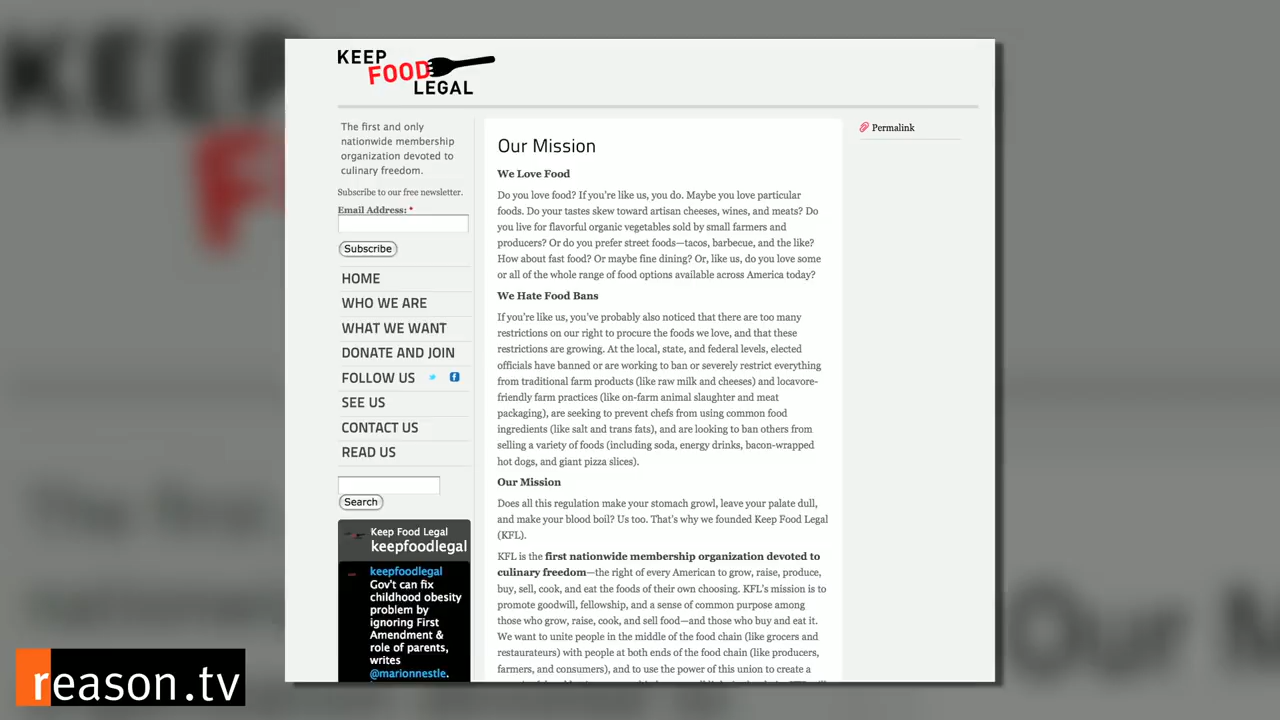 KEEP
FOOD
LEGAL
The first and only
nationwide membership
organization devoted to
culinary freedom.
Subscribe to our free newsletter.
Email Address: *
Subscribe
HOME
WHO WE ARE
WHAT WE WANT
DONATE AND JOIN
FOLLOW US
SEE US
CONTACT US
READ US
Search
Keep Food Legal
keepfoodlegal
keepfoodlegal
Gov't can fix
childhood obesity
problem by
ignoring First
Amendment &
role of parents,
writes
@marionnestle.
Our Mission
We Love Food
Do you love food? If you're like us, you do. Maybe you love particular
foods. Do your tastes skew toward artisan cheeses, wines, and meats? Do
you live for flavorful organic vegetables sold by small farmers and
producers? Or do you prefer street foods—tacos, barbecue, and the like?
How about fast food? Or maybe fine dining? Or, like us, do you love some
or all of the whole range of food options available across America today?
We Hate Food Bans
If you're like us, you've probably also noticed that there are too many
restrictions on our right to procure the foods we love, and that these
restrictions are growing. At the local, state, and federal levels, elected
officials have banned or are working to ban or severely restrict everything
from traditional farm products (like raw milk and cheeses) and locavore-
friendly farm practices (like on-farm animal slaughter and meat
packaging), are seeking to prevent chefs from using common food
ingredients (like salt and trans fats), and are looking to ban others from
selling a variety of foods (including soda, energy drinks, bacon-wrapped
hot dogs, and giant pizza slices).
Our Mission
Does all this regulation make your stomach growl, leave your palate dull,
and make your blood boil? Us too. That's why we founded Keep Food Legal
(KFL).
KFL is the first nationwide membership organization devoted to
culinary freedom—the right of every American to grow, raise, produce,
buy, sell, cook, and eat the foods of their own choosing. KFL's mission is to
promote goodwill, fellowship, and a sense of common purpose among
those who grow, raise, cook, and sell food—and those who buy and eat it.
We want to unite people in the middle of the food chain (like grocers and
restaurateurs) with people at both ends of the food chain (like producers,
farmers, and consumers), and to use the power of this union to create a
Permalink
reason.tv